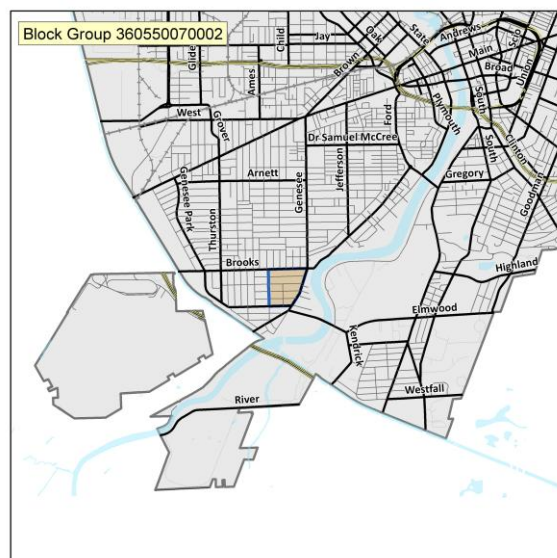 Block Group 360550070002
Jay
Child
Oak
State
Andrews
Main
Scio
Broad
Union
Glide
Ames
Brown
Plymouth
South
Ford
West
Grover
Dr Samuel McCree
South
Clinton
Goodman
Genesee Park
Arnett
Genesee
Jefferson
Gregory
Thurston
Brooks
Highland
Elmwood
Kendrick
Westfall
River